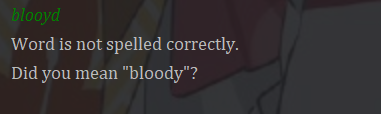 blooyd
Word is not spelled correctly.
Did you mean "bloody"?